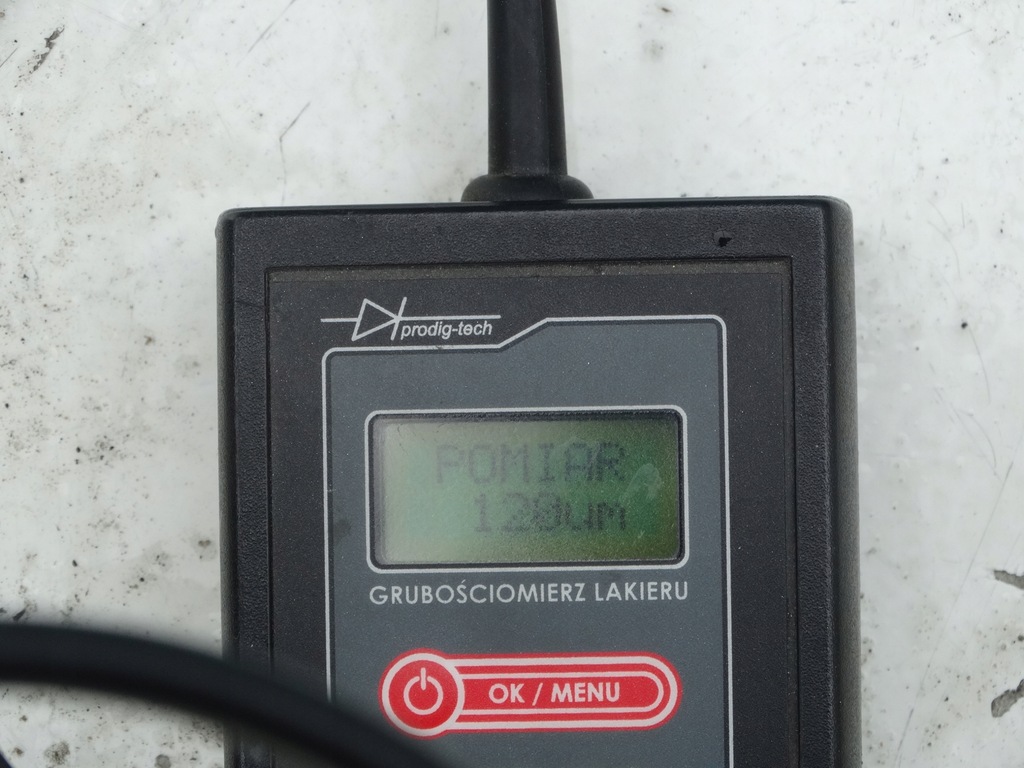 prodig-tech
POMIAR
120um
GRUBOŚCIOMIERZ LAKIERU
OK / MENU